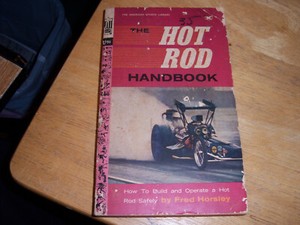 THE
HOT
ROD
HANDBOOK
How To Build and Operate a Hot
Rod Safely by Fred Horsley